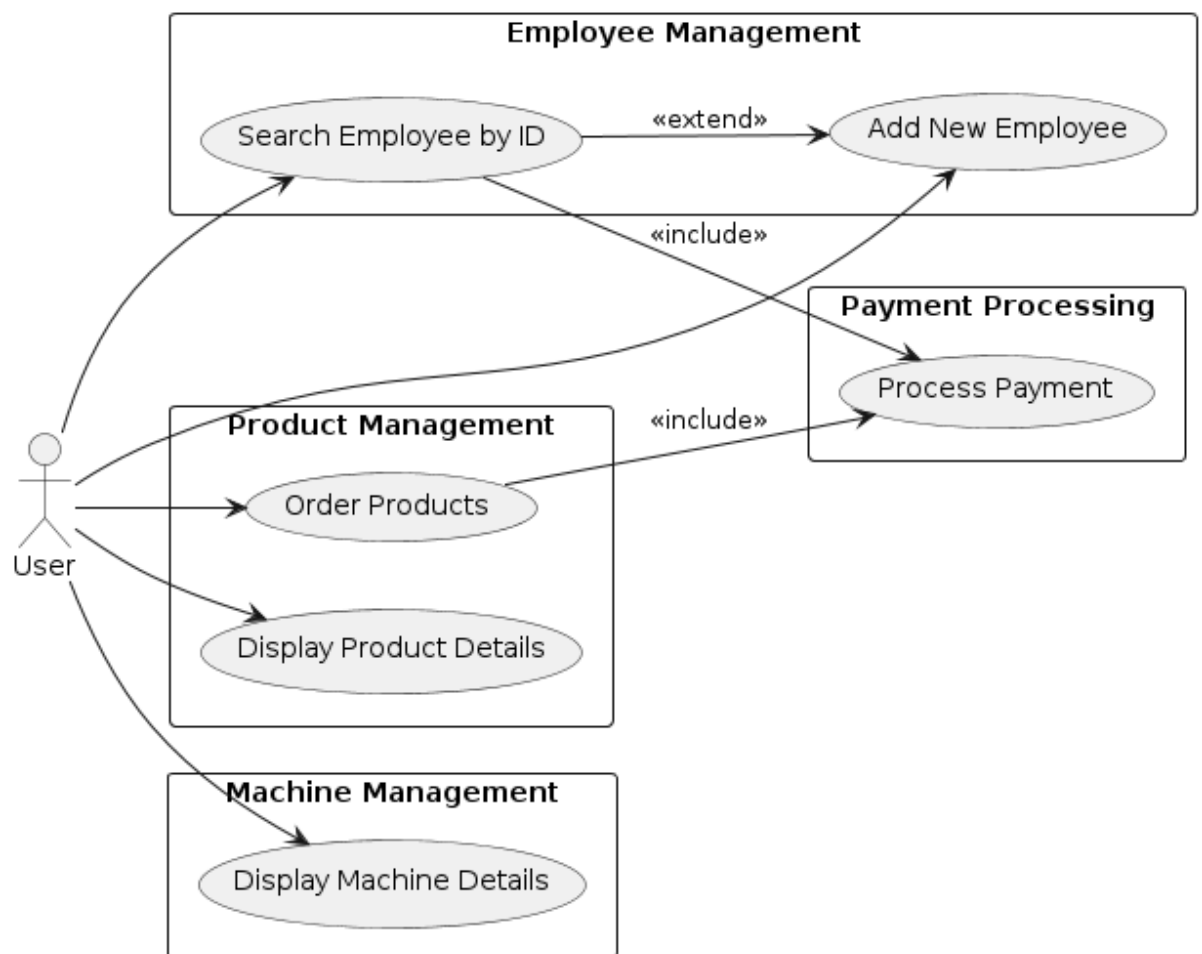 Employee Management
Search Employee by ID
«extend»
Add New Employee
«include»
Payment Processing
Process Payment
Product Management
«include»
Order Products
User
Display Product Details
Machine Management
Display Machine Details